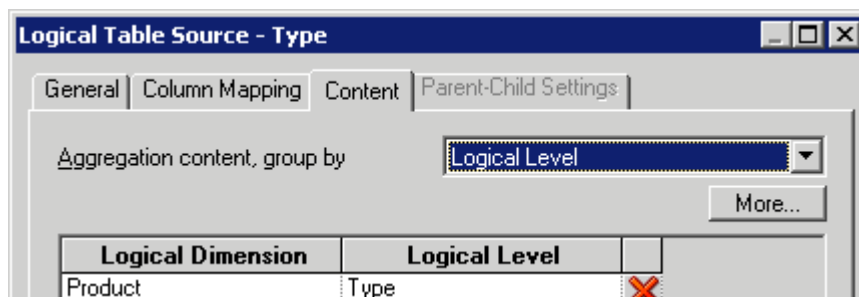 Logical Table Source - Type
General Column Mapping Content Parent-Child Settings
Aggregation content, group by Logical Level
More...
Logical Dimension Logical Level
Product Type